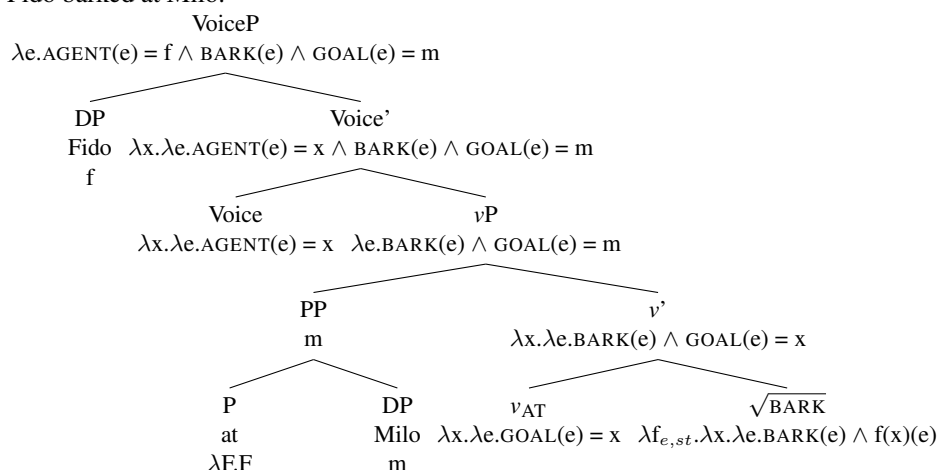 Fido barked at Milo.
VoiceP
λe.AGENT(e) = f ∧ BARK(e) ∧ GOAL(e) = m
DP Voice’
Fido λx.λe.AGENT(e) = x ∧ BARK(e) ∧ GOAL(e) = m
f
Voice vP
λx.λe.AGENT(e) = x λe.BARK(e) ∧ GOAL(e) = m
PP v’
m λx.λe.BARK(e) ∧ GOAL(e) = x
P DP vAT √BARK
at Milo λx.λe.GOAL(e) = x λfe,st.λx.λe.BARK(e) ∧ f(x)(e)
λF.F m